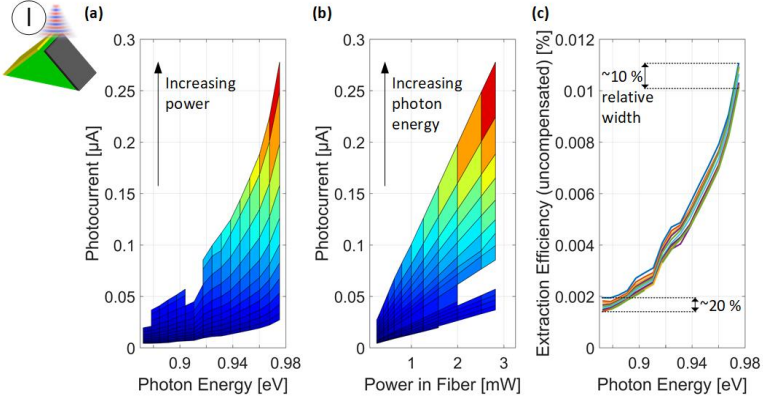 I
(a)
(b)
(c)
0.3
0.25
0.2
0.15
0.1
0.05
0
Photocurrent [µA]
Increasing
power
0.9
0.94
0.98
Photon Energy [eV]
0.3
0.25
0.2
0.15
0.1
0.05
0
Photocurrent [µA]
Increasing
photon
energy
1
2
3
Power in Fiber [mW]
0.012
0.01
0.008
0.006
0.004
0.002
0
Extraction Efficiency (uncompensated) [%]
~10 %
relative
width
~20 %
0.9
0.94
0.98
Photon Energy [eV]